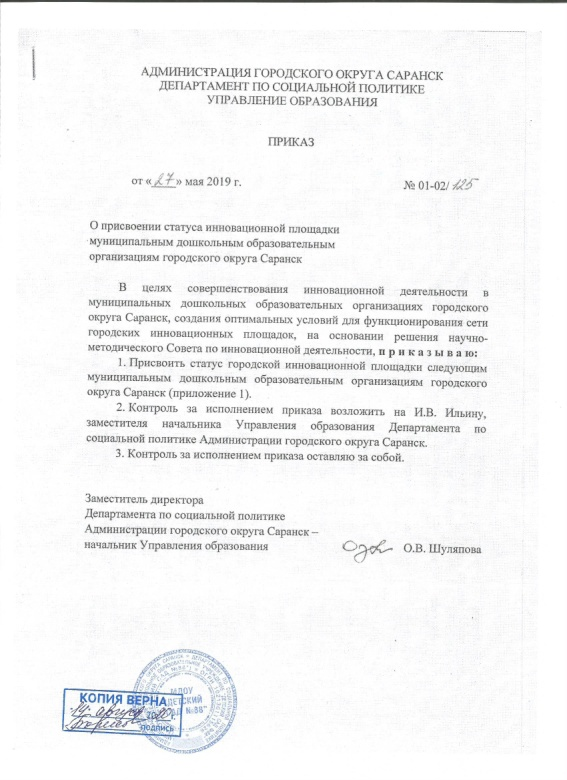 АДМИНИСТРАЦИЯ ГОРОДСКОГО ОКРУГА САРАНСК
ДЕПАРТАМЕНТ ПО СОЦИАЛЬНОЙ ПОЛИТИКЕ
УПРАВЛЕНИЕ ОБРАЗОВАНИЯ
ПРИКАЗ
от «27» мая 2019 г. № 01-02/125
О присвоении статуса инновационной площадки
муниципальным дошкольным образовательным
организациям городского округа Саранск
В целях совершенствования инновационной деятельности в
муниципальных дошкольных образовательных организациях городского
округа Саранск, создания оптимальных условий для функционирования сети
городских инновационных площадок, на основании решения научно-
методического Совета по инновационной деятельности, п р и к а з ы в а ю:
1. Присвоить статус городской инновационной площадки следующим
муниципальным дошкольным образовательным организациям городского
округа Саранск (приложение 1).
2. Контроль за исполнением приказа возложить на И.В. Ильину,
заместителя начальника Управления образования Департамента по
социальной политике Администрации городского округа Саранск.
3. Контроль за исполнением приказа оставляю за собой.
Заместитель директора
Департамента по социальной политике
Администрации городского округа Саранск –
начальник Управления образования О.В. Шуляпова
МДОУ
"ДЕТСКИЙ
САД №88"
КОПИЯ ВЕРНА
20 г.
ПОДПИСЬ